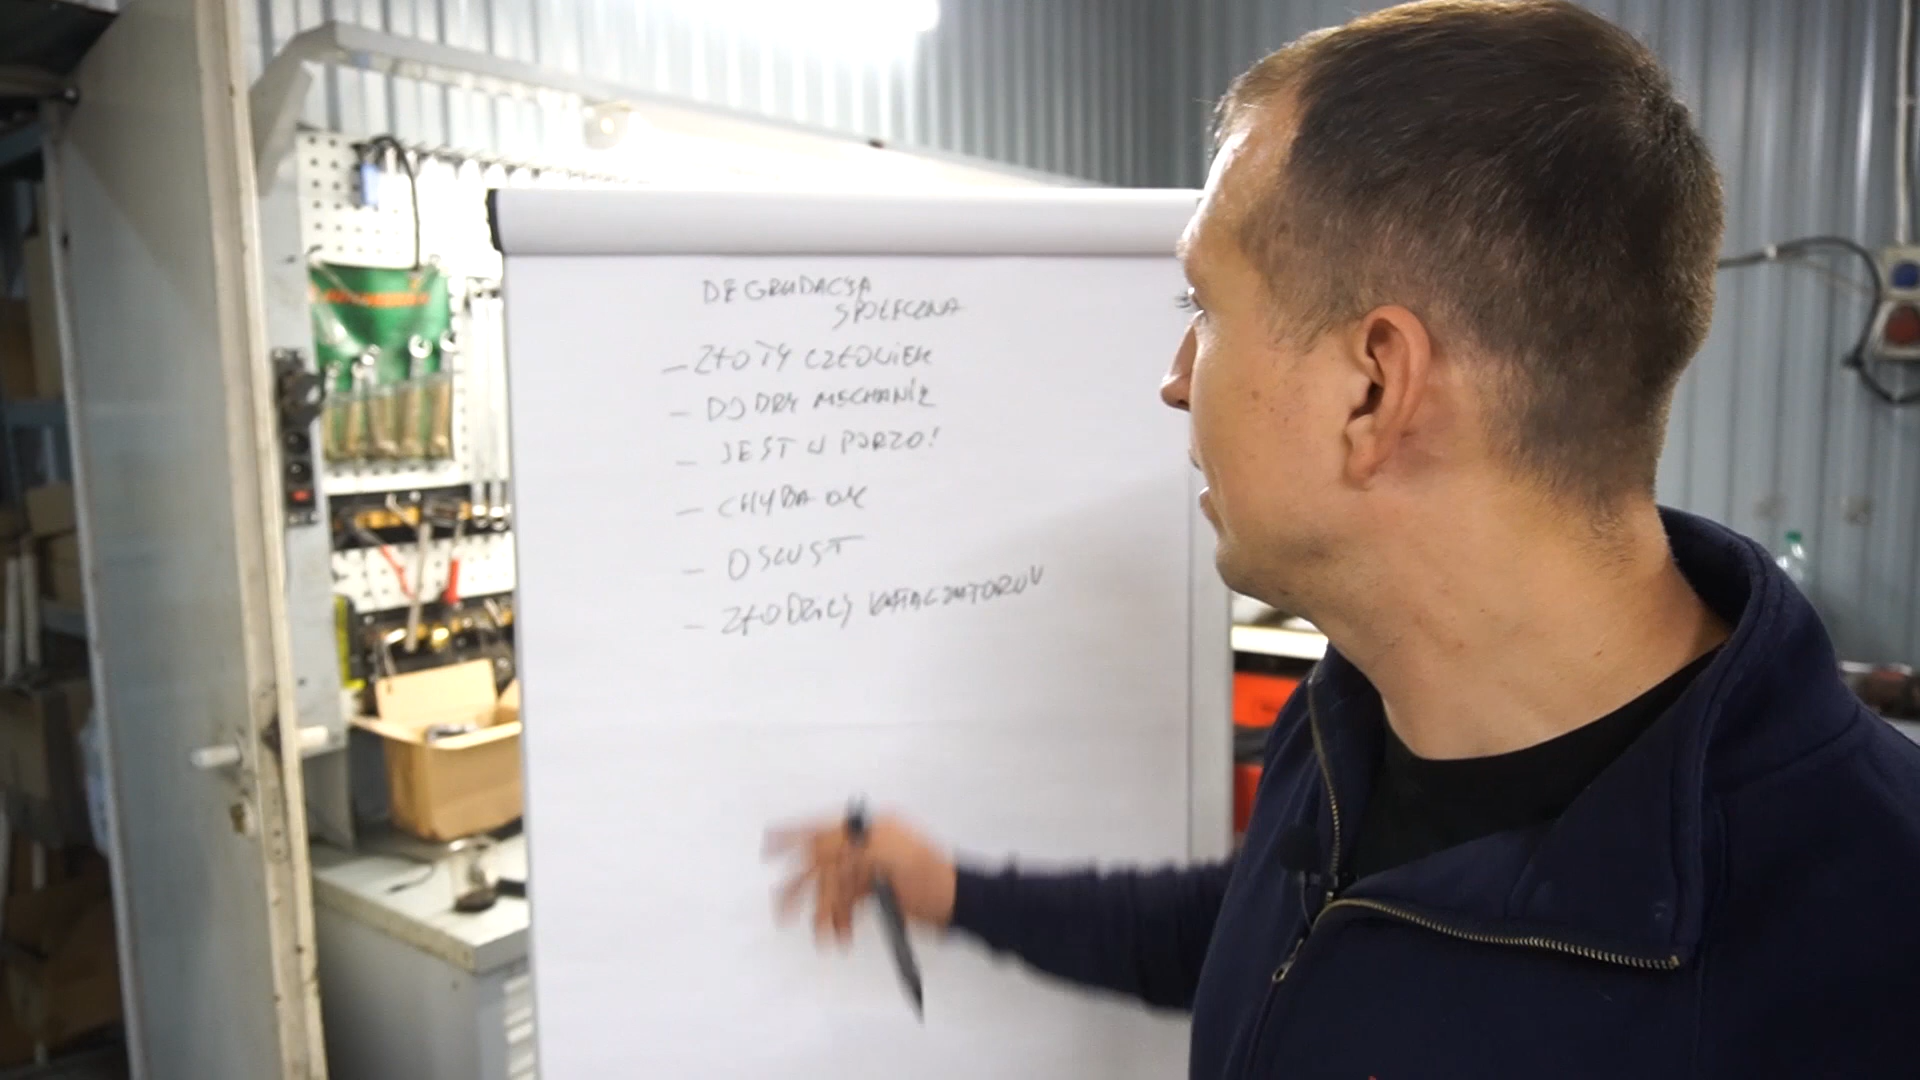 DEGRADACJA
SPOŁECZNA
- ZŁOTY CZŁOWIEK
- DOBRY MECHANIK
- JEST W PORZO!
- CHYBA OK
- OSZUST
- ZŁODZIEJ KATALIZATORÓW